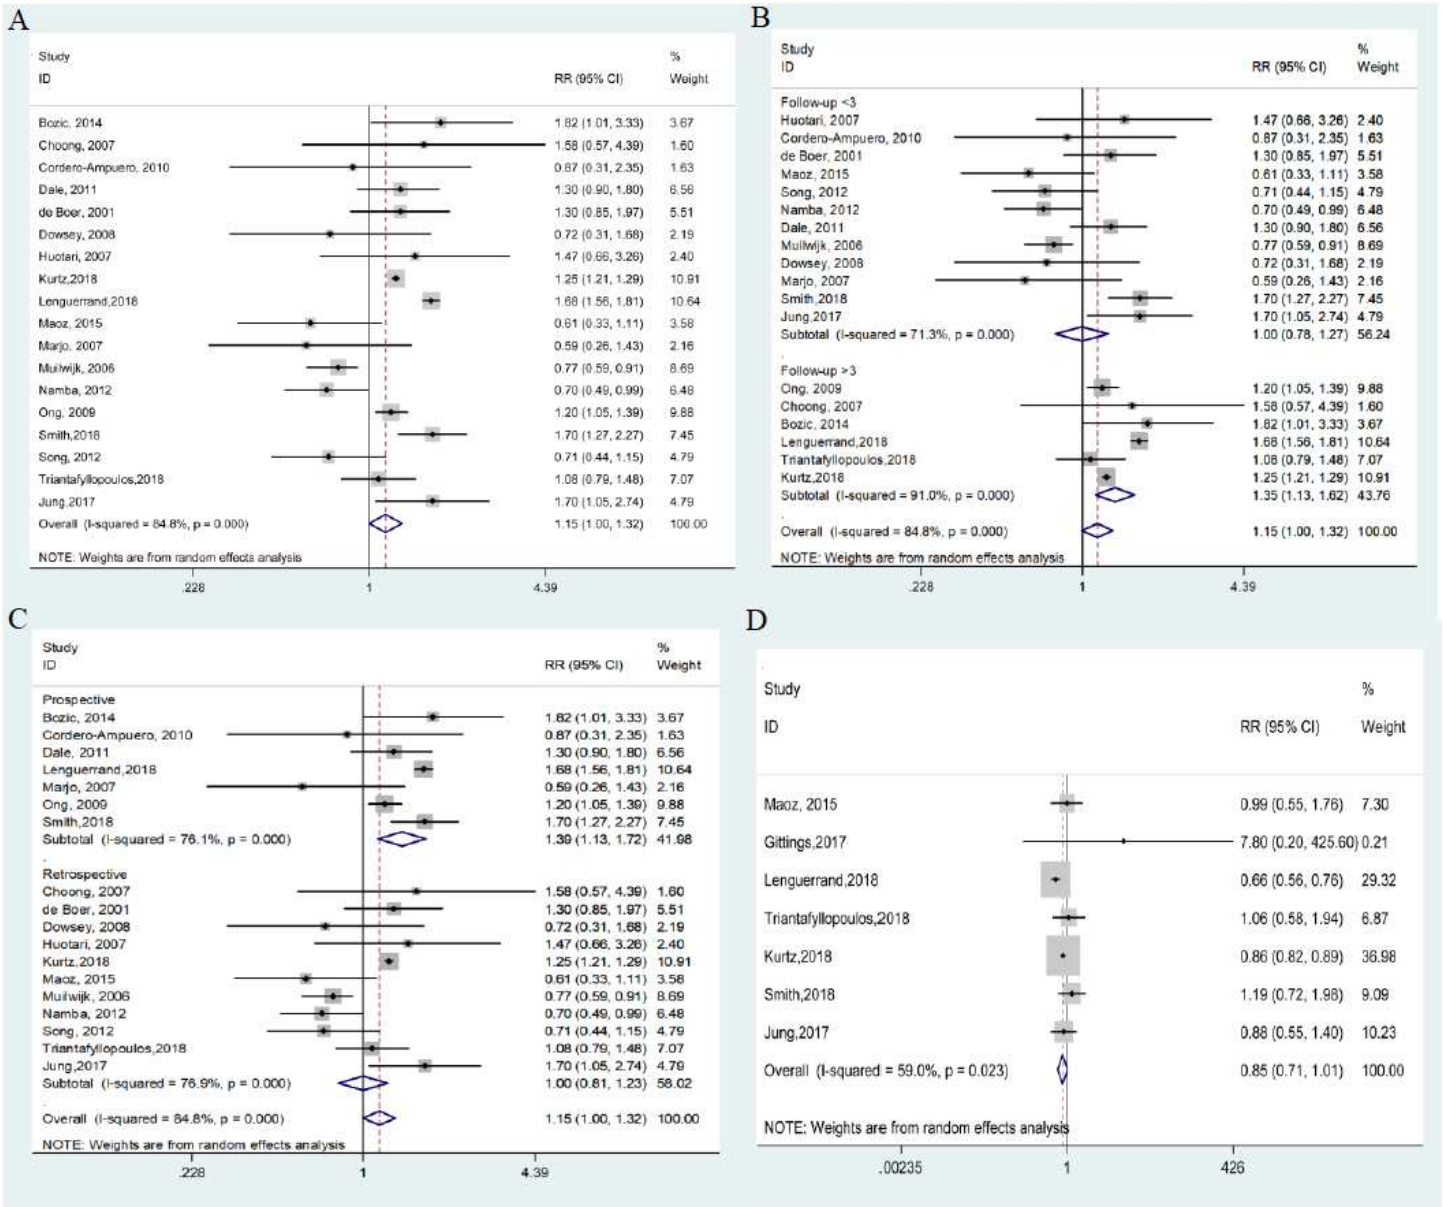 A
Study %
ID RR (95% CI) Weight
Bozic, 2014 1.82 (1.01, 3.33) 3.67
Choong, 2007 1.58 (0.57, 4.39) 1.60
Cordero-Ampuero, 2010 0.87 (0.31, 2.35) 1.63
Dale, 2011 1.30 (0.90, 1.80) 6.56
de Boer, 2001 1.30 (0.85, 1.97) 5.51
Dowsey, 2008 0.72 (0.31, 1.68) 2.19
Huotari, 2007 1.47 (0.66, 3.26) 2.40
Kurtz,2018 1.25 (1.21, 1.29) 10.91
Lenguerrand,2018 1.68 (1.56, 1.81) 10.64
Maoz, 2015 0.61 (0.33, 1.11) 3.58
Marjo, 2007 0.59 (0.26, 1.43) 2.16
Muilwijk, 2006 0.77 (0.59, 0.91) 8.69
Namba, 2012 0.70 (0.49, 0.99) 6.48
Ong, 2009 1.20 (1.05, 1.39) 9.88
Smith,2018 1.70 (1.27, 2.27) 7.45
Song, 2012 0.71 (0.44, 1.15) 4.79
Triantafyllopoulos,2018 1.08 (0.79, 1.48) 7.07
Jung,2017 1.70 (1.05, 2.74) 4.79
Overall (I-squared = 84.8%, p = 0.000) 1.15 (1.00, 1.32) 100.00
NOTE: Weights are from random effects analysis
.228 1 4.39
B
Study %
ID RR (95% CI) Weight
Follow-up <3
Huotari, 2007 1.47 (0.66, 3.26) 2.40
Cordero-Ampuero, 2010 0.87 (0.31, 2.35) 1.63
de Boer, 2001 1.30 (0.85, 1.97) 5.51
Maoz, 2015 0.61 (0.33, 1.11) 3.58
Song, 2012 0.71 (0.44, 1.15) 4.79
Namba, 2012 0.70 (0.49, 0.99) 6.48
Dale, 2011 1.30 (0.90, 1.80) 6.56
Muilwijk, 2006 0.77 (0.59, 0.91) 8.69
Dowsey, 2008 0.72 (0.31, 1.68) 2.19
Marjo, 2007 0.59 (0.26, 1.43) 2.16
Smith,2018 1.70 (1.27, 2.27) 7.45
Jung,2017 1.70 (1.05, 2.74) 4.79
Subtotal (I-squared = 71.3%, p = 0.000) 1.00 (0.78, 1.27) 56.24
.
Follow-up >3
Ong, 2009 1.20 (1.05, 1.39) 9.88
Choong, 2007 1.58 (0.57, 4.39) 1.60
Bozic, 2014 1.82 (1.01, 3.33) 3.67
Lenguerrand,2018 1.68 (1.56, 1.81) 10.64
Triantafyllopoulos,2018 1.08 (0.79, 1.48) 7.07
Kurtz,2018 1.25 (1.21, 1.29) 10.91
Subtotal (I-squared = 91.0%, p = 0.000) 1.35 (1.13, 1.62) 43.76
.
Overall (I-squared = 84.8%, p = 0.000) 1.15 (1.00, 1.32) 100.00
NOTE: Weights are from random effects analysis
.228 1 4.39
C
Study %
ID RR (95% CI) Weight
Prospective
Bozic, 2014 1.82 (1.01, 3.33) 3.67
Cordero-Ampuero, 2010 0.87 (0.31, 2.35) 1.63
Dale, 2011 1.30 (0.90, 1.80) 6.56
Lenguerrand,2018 1.68 (1.56, 1.81) 10.64
Marjo, 2007 0.59 (0.26, 1.43) 2.16
Ong, 2009 1.20 (1.05, 1.39) 9.88
Smith,2018 1.70 (1.27, 2.27) 7.45
Subtotal (I-squared = 76.1%, p = 0.000) 1.39 (1.13, 1.72) 41.98
.
Retrospective
Choong, 2007 1.58 (0.57, 4.39) 1.60
de Boer, 2001 1.30 (0.85, 1.97) 5.51
Dowsey, 2008 0.72 (0.31, 1.68) 2.19
Huotari, 2007 1.47 (0.66, 3.26) 2.40
Kurtz,2018 1.25 (1.21, 1.29) 10.91
Maoz, 2015 0.61 (0.33, 1.11) 3.58
Muilwijk, 2006 0.77 (0.59, 0.91) 8.69
Namba, 2012 0.70 (0.49, 0.99) 6.48
Song, 2012 0.71 (0.44, 1.15) 4.79
Triantafyllopoulos,2018 1.08 (0.79, 1.48) 7.07
Jung,2017 1.70 (1.05, 2.74) 4.79
Subtotal (I-squared = 76.9%, p = 0.000) 1.00 (0.81, 1.23) 58.02
.
Overall (I-squared = 84.8%, p = 0.000) 1.15 (1.00, 1.32) 100.00
NOTE: Weights are from random effects analysis
.228 1 4.39
D
Study %
ID RR (95% CI) Weight
Maoz, 2015 0.99 (0.55, 1.76) 7.30
Gittings,2017 7.80 (0.20, 425.60) 0.21
Lenguerrand,2018 0.66 (0.56, 0.76) 29.32
Triantafyllopoulos,2018 1.06 (0.58, 1.94) 6.87
Kurtz,2018 0.86 (0.82, 0.89) 36.98
Smith,2018 1.19 (0.72, 1.98) 9.09
Jung,2017 0.88 (0.55, 1.40) 10.23
Overall (I-squared = 59.0%, p = 0.023) 0.85 (0.71, 1.01) 100.00
NOTE: Weights are from random effects analysis
.00235 1 426